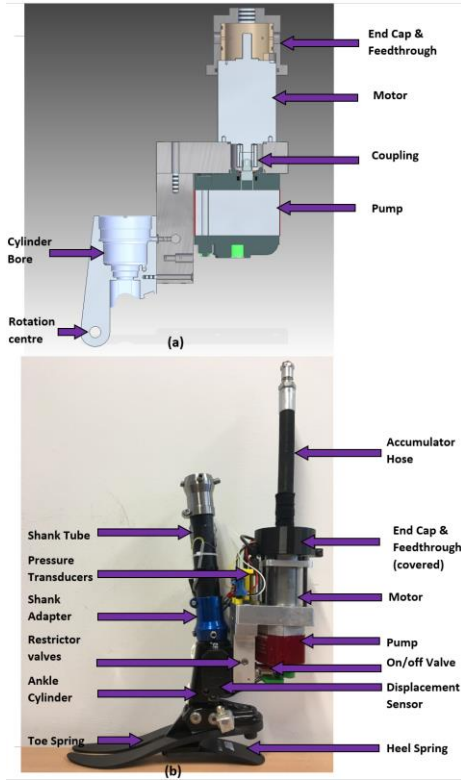 End Cap &
Feedthrough
Motor
Coupling
Pump
Cylinder
Bore
Rotation
centre
(a)
Accumulator
Hose
Shank Tube
End Cap &
Feedthrough
(covered)
Pressure
Transducers
Motor
Shank
Adapter
Restrictor
valves
Pump
On/off Valve
Ankle
Cylinder
Displacement
Sensor
Toe Spring
Heel Spring
(b)